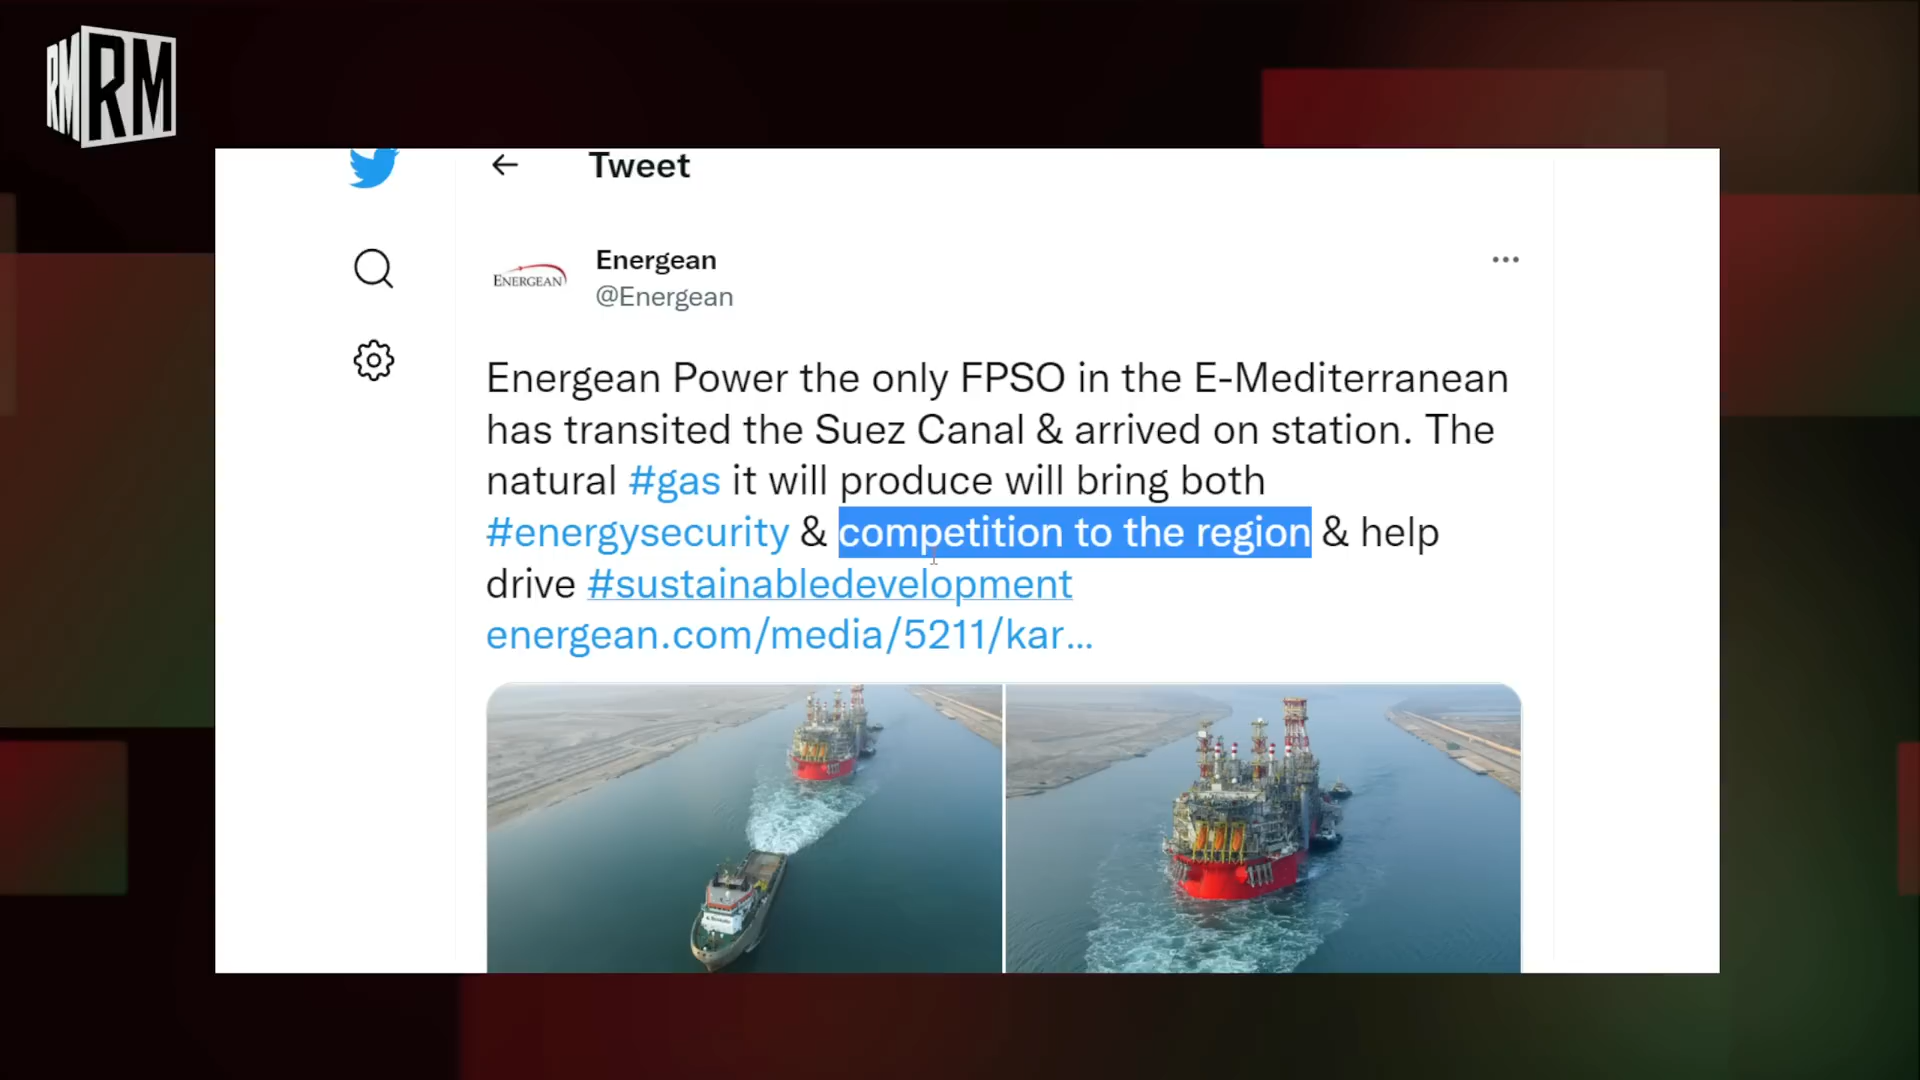 RM RM
Tweet
ENERGEAN
Energean
@Energean
Energean Power the only FPSO in the E-Mediterranean
has transited the Suez Canal & arrived on station. The
natural #gas it will produce will bring both
#energysecurity & competition to the region & help
drive #sustainabledevelopment
energean.com/media/5211/kar...